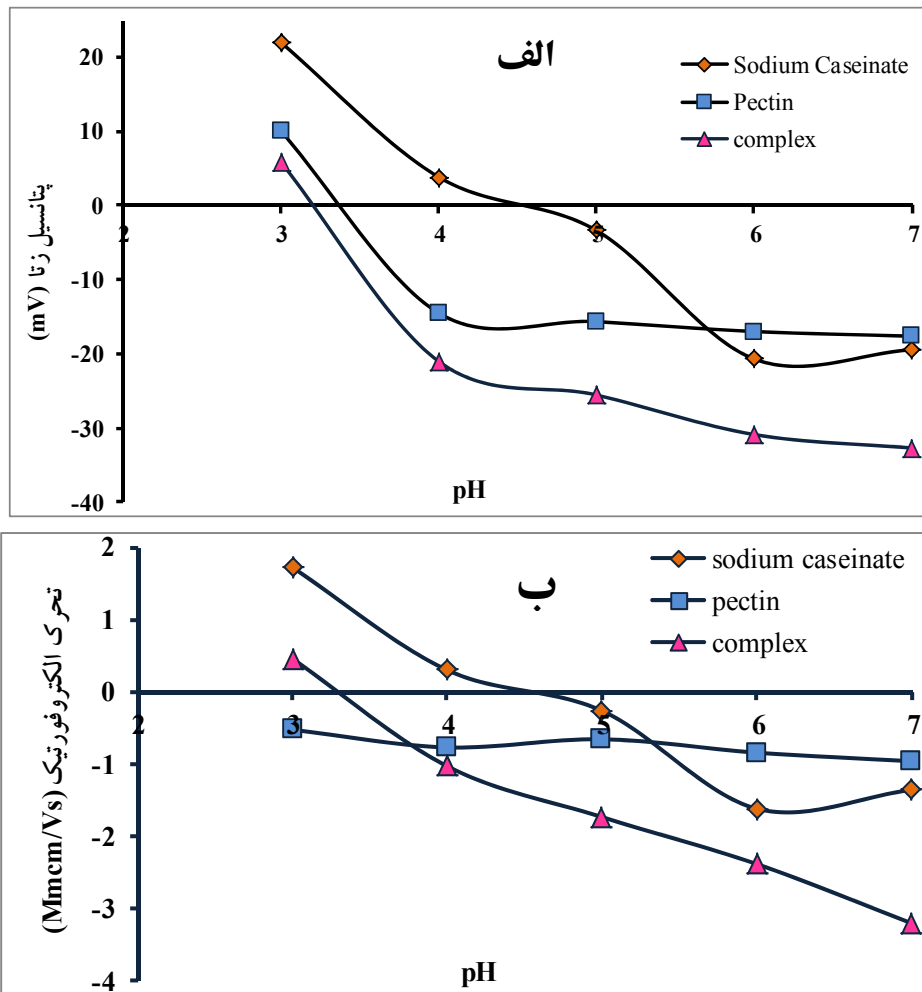 الف
Sodium Caseinate
Pectin
complex
20
10
0
-10
-20
-30
-40
2 3 4 5 6 7
پتانسیل زتا (mV)
pH
ب
sodium caseinate
pectin
complex
2
1
0
-1
-2
-3
-4
2 3 4 5 6 7
تحرک الکتروفورتیک (Mmcm/Vs)
pH